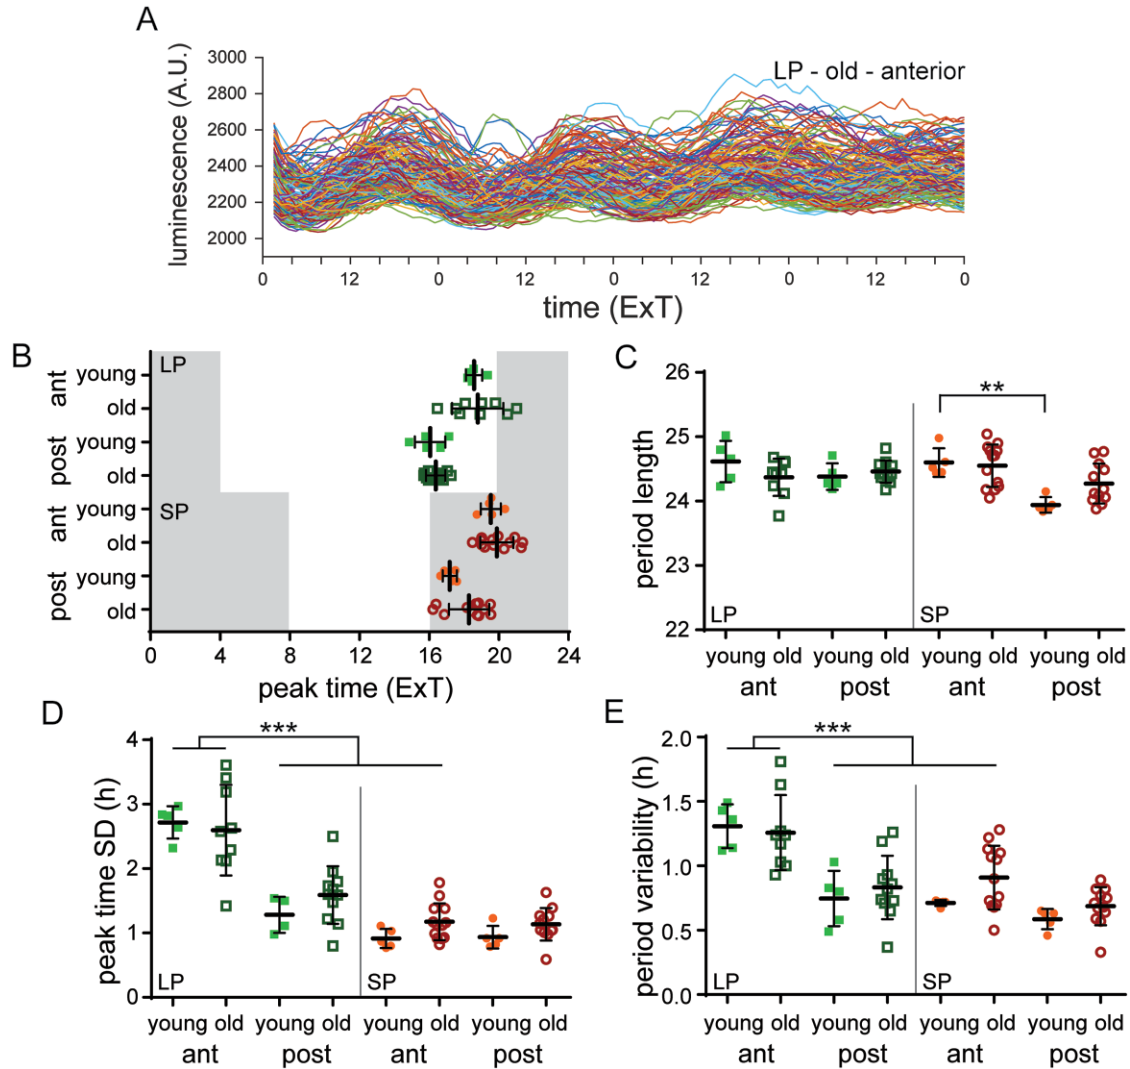 A
luminescence (A.U.)
3000
2800
2600
2400
2200
2000
LP - old - anterior
0 12 0 12 0 12 0 12 0
time (ExT)
B
LP
SP
ant
young
old
post
young
old
ant
young
old
post
young
old
0 4 8 12 16 20 24
peak time (ExT)
C
period length
26
25
24
23
22
**
LP
SP
young old young old young old young old
ant post ant post
D
peak time SD (h)
4
3
2
1
0
***
LP
SP
young old young old young old young old
ant post ant post
E
period variability (h)
2.0
1.5
1.0
0.5
0.0
***
LP
SP
young old young old young old young old
ant post ant post